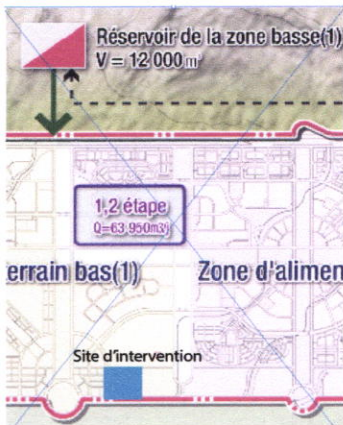 Réservoir de la zone basse(1)
V = 12 000m³
1,2 étape
Q=63,950m3/j
errain bas(1)
Zone d'alimen
Site d'intervention